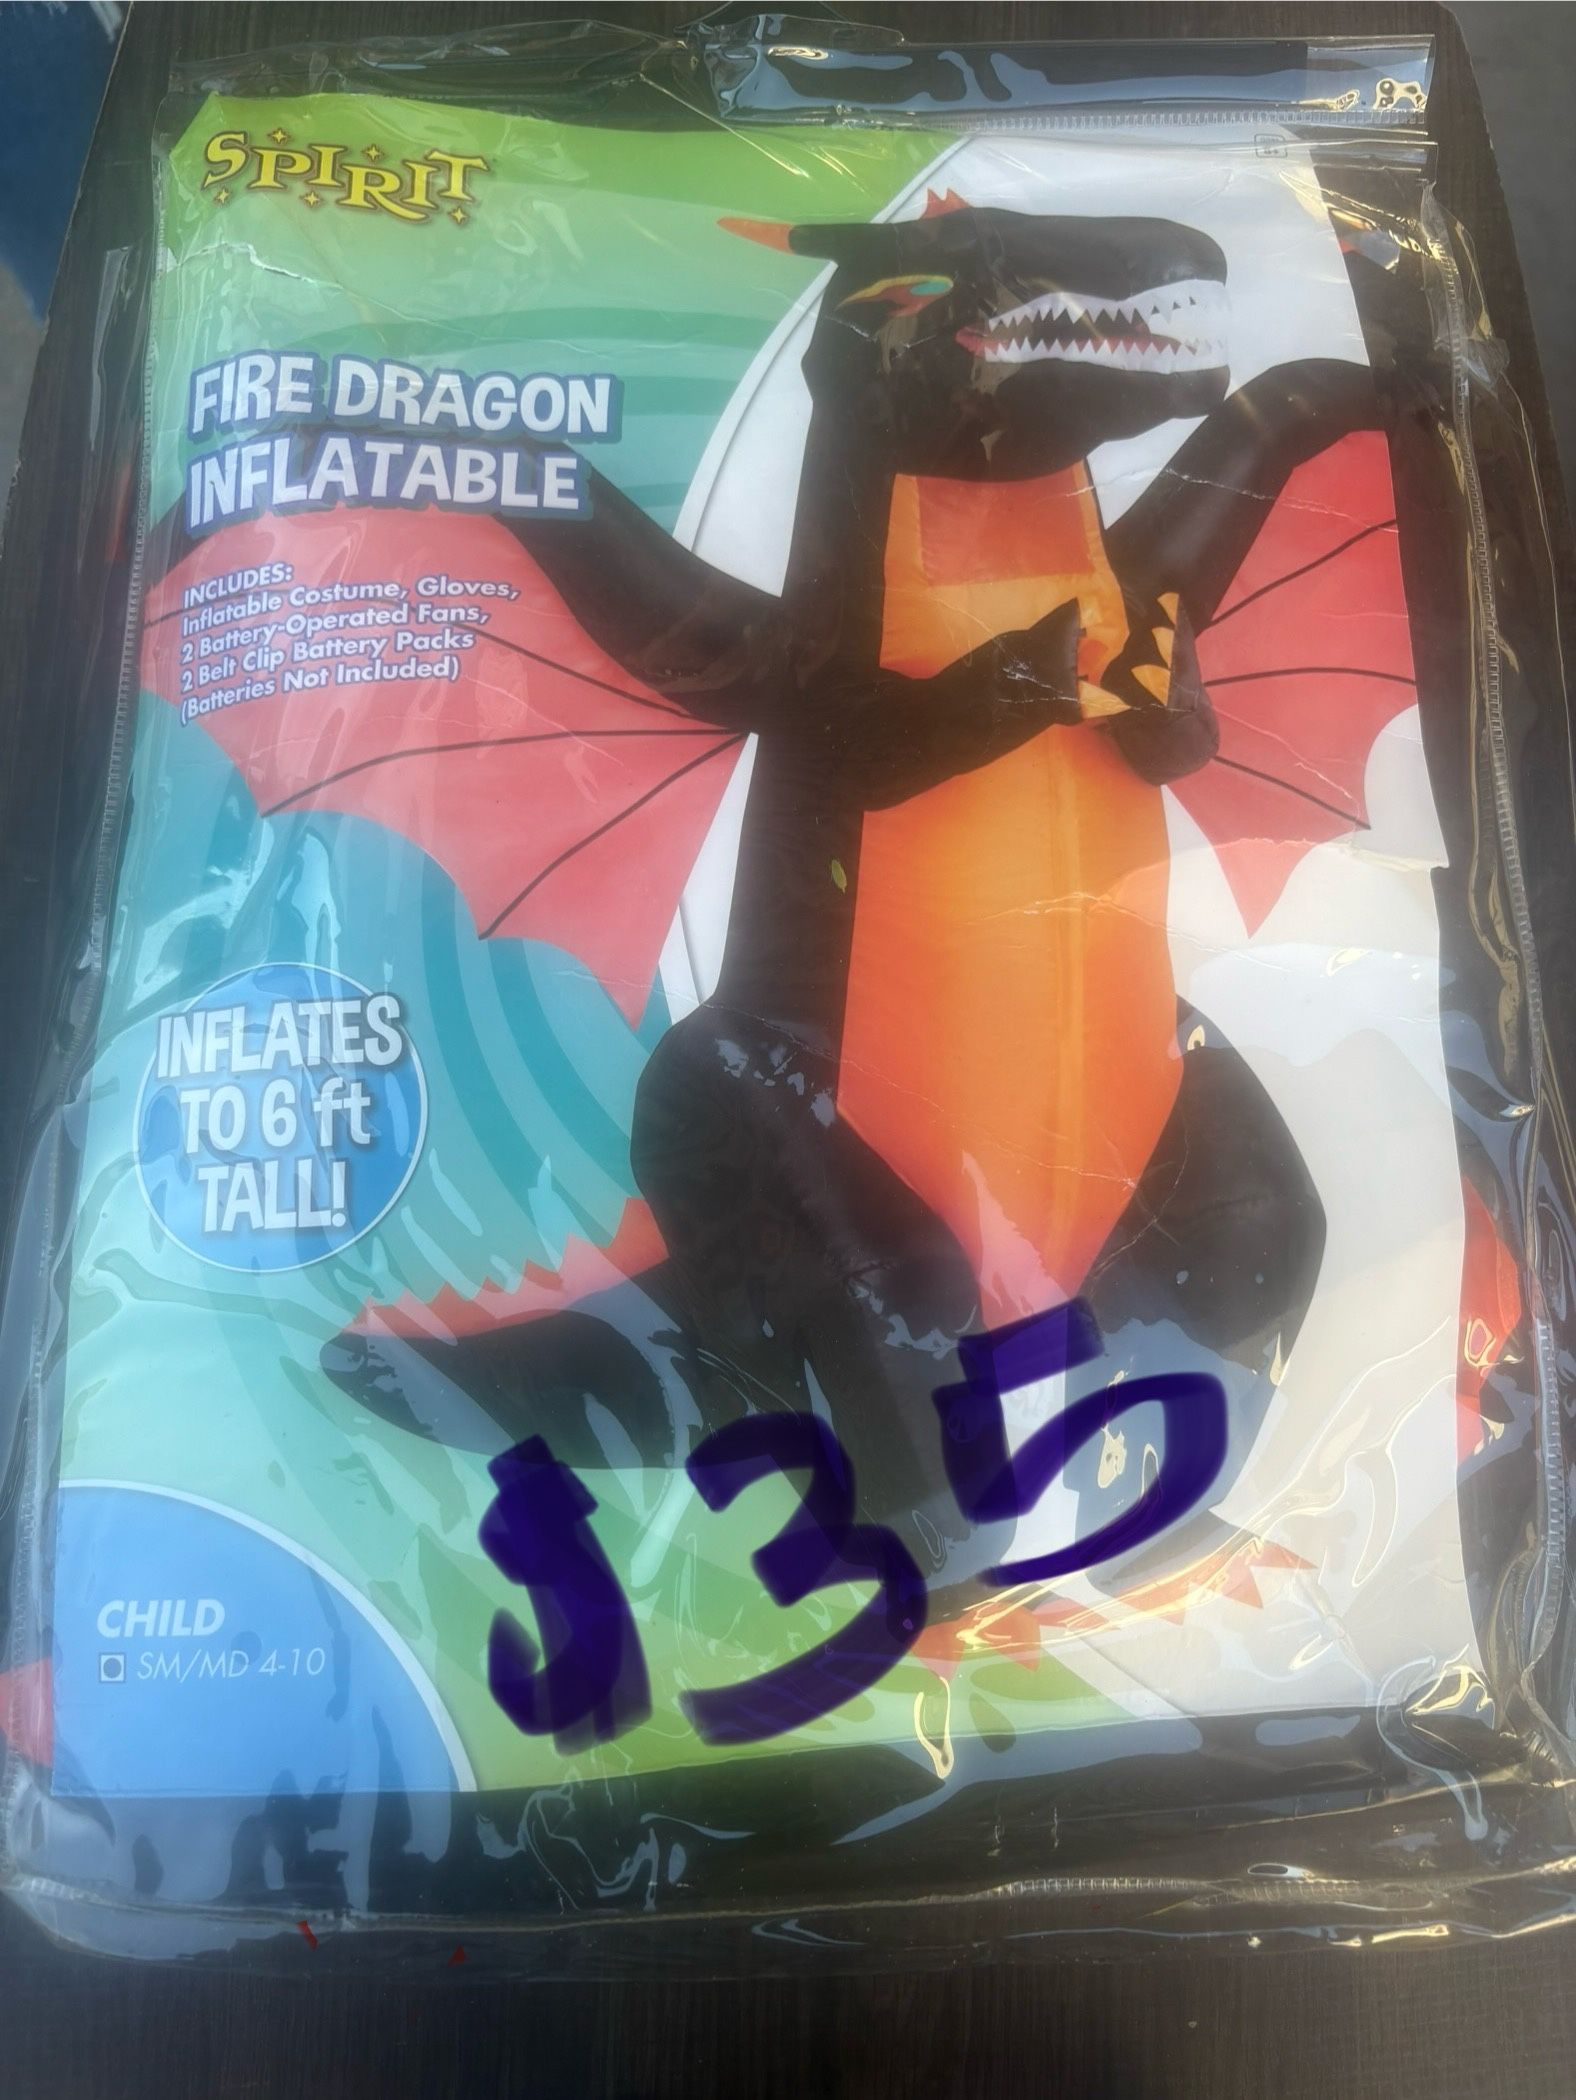 SPIRIT
FIRE DRAGON
INFLATABLE
INCLUDES:
Inflatable Costume, Gloves,
2 Battery-Operated Fans,
2 Belt Clip Battery Packs
(Batteries Not Included)
INFLATES
TO 6 ft
TALL!
$35
CHILD
SM/MD 4-10